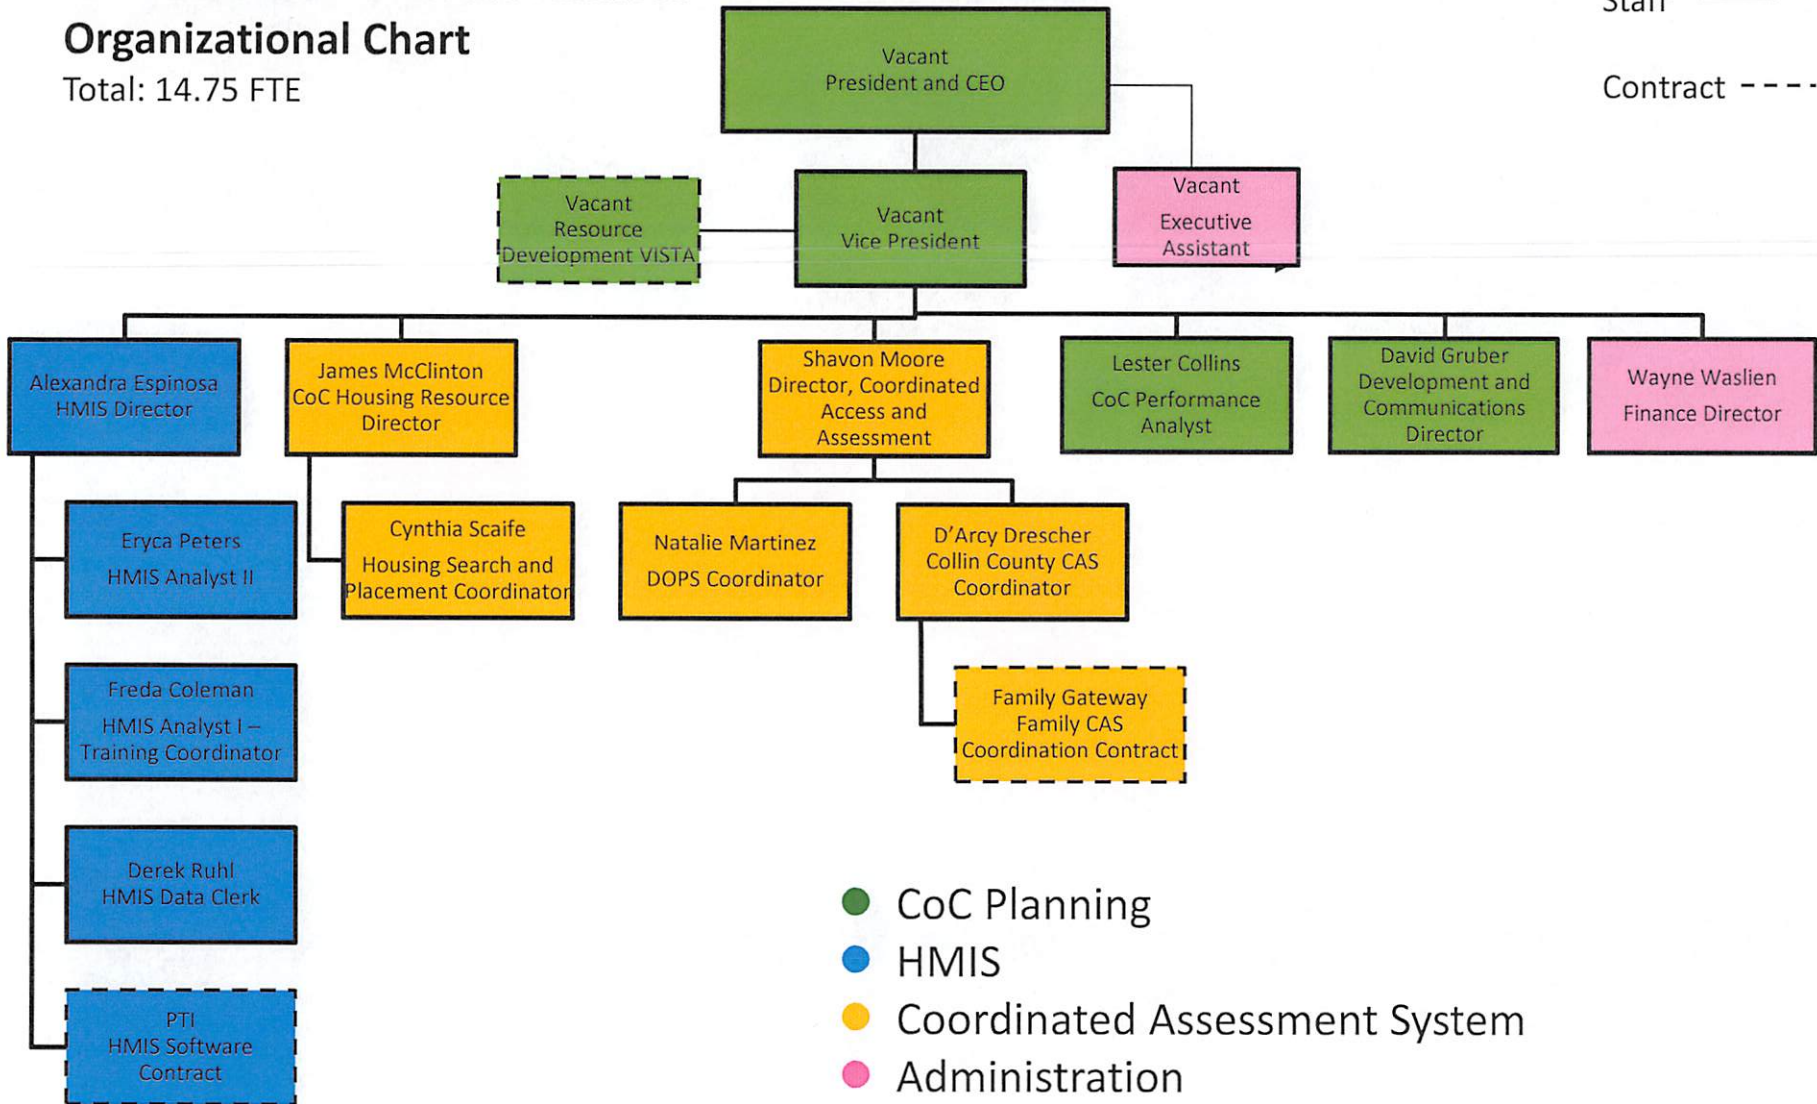 Organizational Chart
Total: 14.75 FTE
Staff
Contract
Vacant
President and CEO
Vacant
Resource
Development VISTA
Vacant
Vice President
Vacant
Executive
Assistant
Alexandra Espinosa
HMIS Director
James McClinton
CoC Housing Resource
Director
Shavon Moore
Director, Coordinated
Access and
Assessment
Lester Collins
CoC Performance
Analyst
David Gruber
Development and
Communications
Director
Wayne Waslien
Finance Director
Eryca Peters
HMIS Analyst II
Cynthia Scaife
Housing Search and
Placement Coordinator
Natalie Martinez
DOPS Coordinator
D'Arcy Drescher
Collin County CAS
Coordinator
Freda Coleman
HMIS Analyst I –
Training Coordinator
Family Gateway
Family CAS
Coordination Contract
Derek Ruhl
HMIS Data Clerk
PTI
HMIS Software
Contract
CoC Planning
HMIS
Coordinated Assessment System
Administration